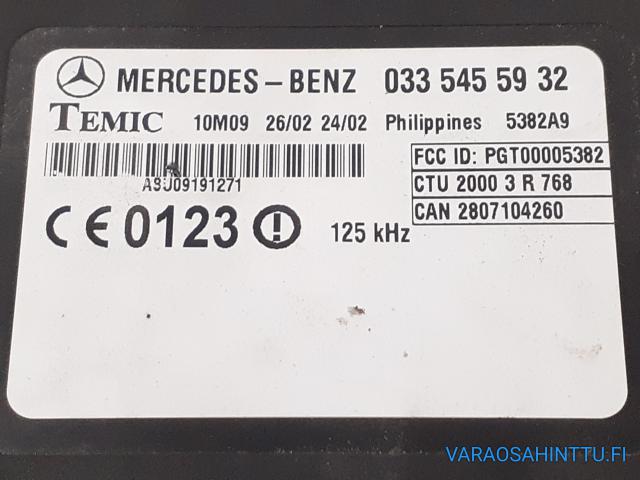 MERCEDES-BENZ 033 545 59 32
TEMIC 10M09 26/02 24/02 Philippines 5382A9
FCC ID: PGT00005382
A9J09191271
CTU 2000 3 R 768
CAN 2807104260
CE 0123 125 kHz
VARAOSAHINTTU.FI